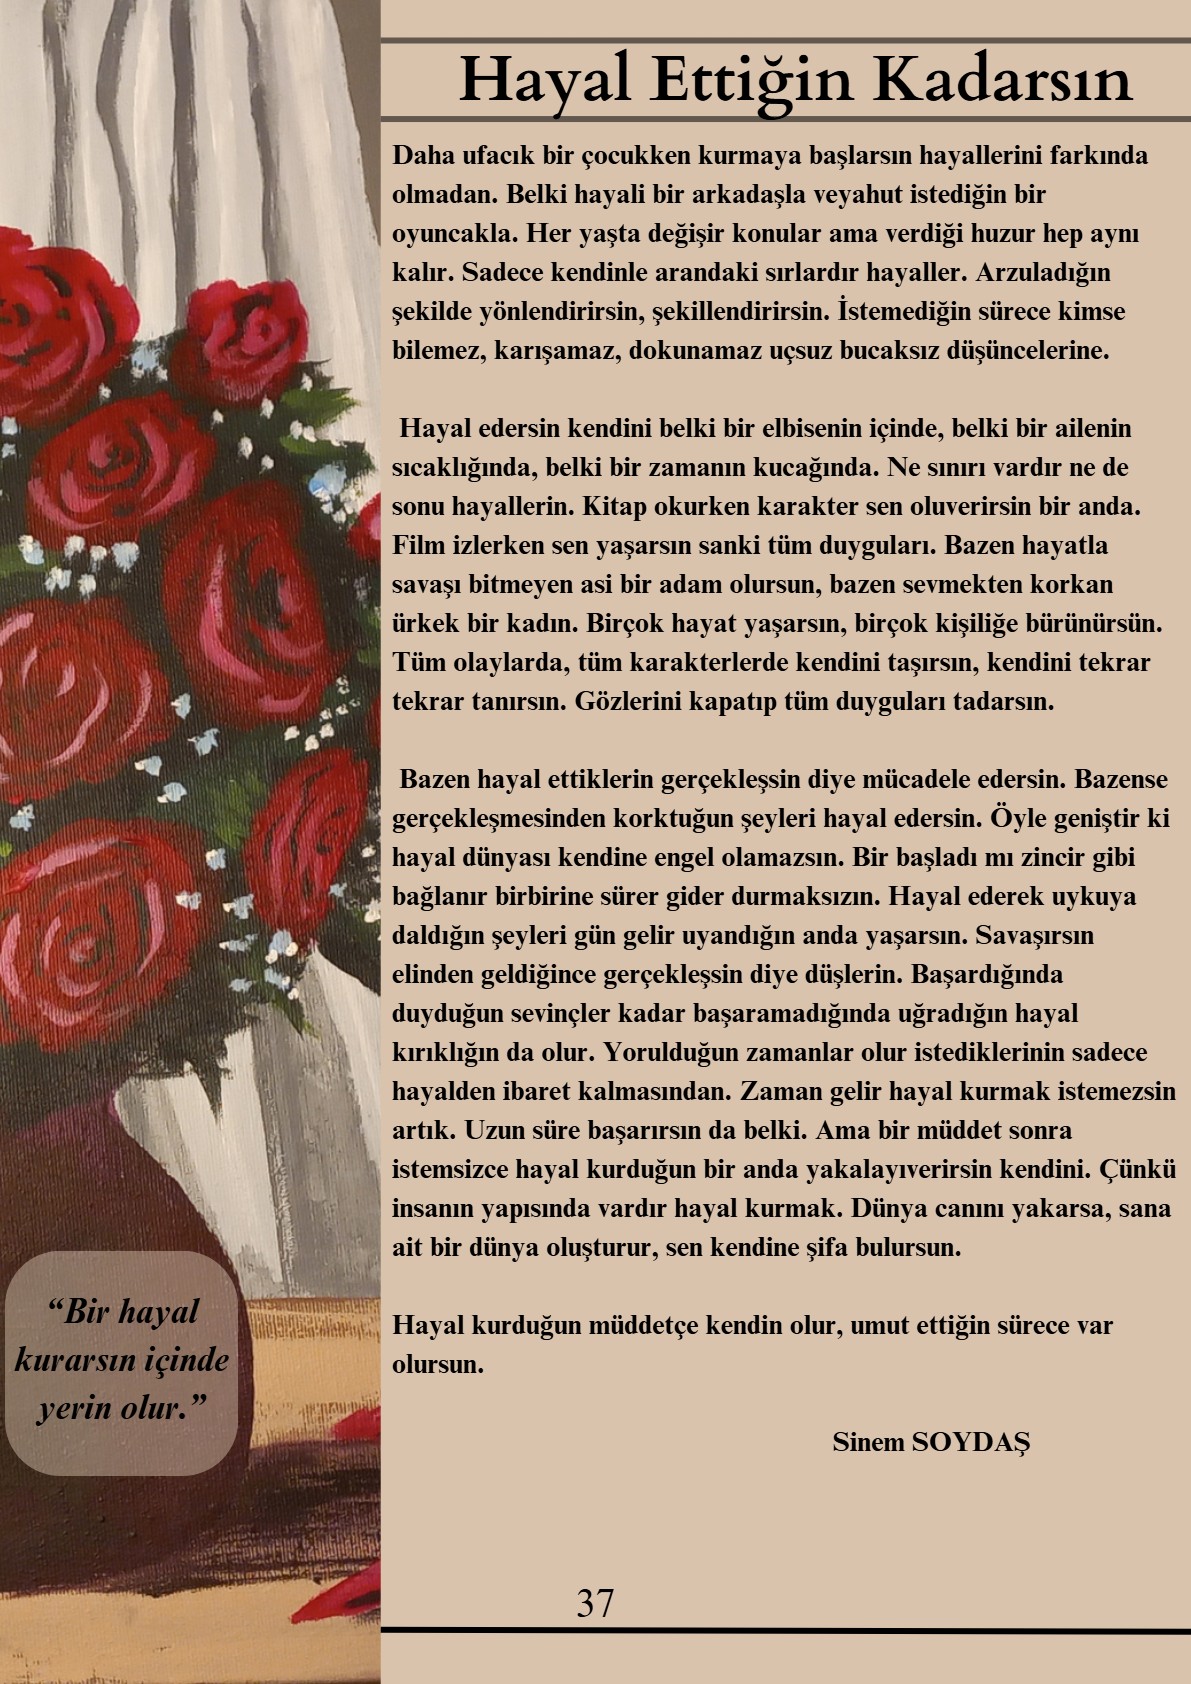 Hayal Ettiğin Kadarsın
Daha ufacık bir çocukken kurmaya başlarsın hayallerini farkında
olmadan. Belki hayali bir arkadaşla veyahut istediğin bir
oyuncakla. Her yaşta değişir konular ama verdiği huzur hep aynı
kalır. Sadece kendinle arandaki sırlardır hayaller. Arzuladığın
şekilde yönlendirirsin, şekillendirirsin. İstemediğin sürece kimse
bilemez, karışamaz, dokunamaz uçsuz bucaksız düşüncelerine.
Hayal edersin kendini belki bir elbisenin içinde, belki bir ailenin
sıcaklığında, belki bir zamanın kucağında. Ne sınırı vardır ne de
sonu hayallerin. Kitap okurken karakter sen oluverirsin bir anda.
Film izlerken sen yaşarsın sanki tüm duyguları. Bazen hayatla
savaşı bitmeyen asi bir adam olursun, bazen sevmekten korkan
ürkek bir kadın. Birçok hayat yaşarsın, birçok kişiliğe bürünürsün.
Tüm olaylarda, tüm karakterlerde kendini taşırsın, kendini tekrar
tekrar tanırsın. Gözlerini kapatıp tüm duyguları tadarsın.
Bazen hayal ettiklerin gerçekleşsin diye mücadele edersin. Bazense
gerçekleşmesinden korktuğun şeyleri hayal edersin. Öyle geniştir ki
hayal dünyası kendine engel olamazsın. Bir başladı mı zincir gibi
bağlanır birbirine sürer gider durmaksızın. Hayal ederek uykuya
daldığın şeyleri gün gelir uyandığın anda yaşarsın. Savaşırsın
elinden geldiğince gerçekleşsin diye düşlerin. Başardığında
duyduğun sevinçler kadar başaramadığında uğradığın hayal
kırıklığın da olur. Yorulduğun zamanlar olur istediklerinin sadece
hayalden ibaret kalmasından. Zaman gelir hayal kurmak istemezsin
artık. Uzun süre başarırsın da belki. Ama bir müddet sonra
istemsizce hayal kurduğun bir anda yakalayıverirsin kendini. Çünkü
insanın yapısında vardır hayal kurmak. Dünya canını yakarsa, sana
ait bir dünya oluşturur, sen kendine şifa bulursun.
Hayal kurduğun müddetçe kendin olur, umut ettiğin sürece var
olursun.
Sinem SOYDAŞ
“Bir hayal
kurarsın içinde
yerin olur.”
37